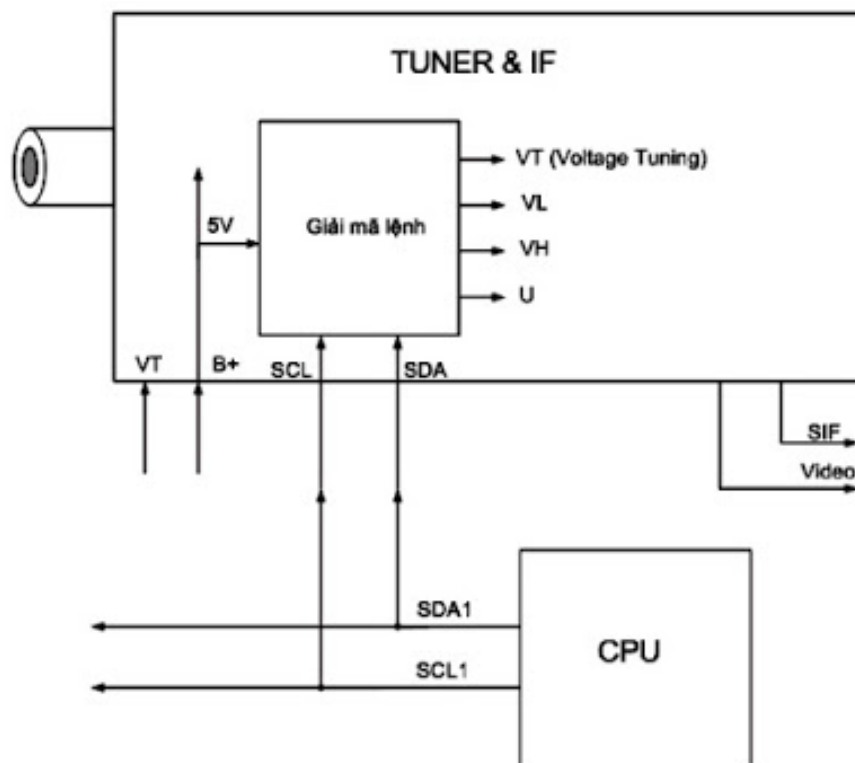 TUNER & IF
VT (Voltage Tuning)
5V
Giải mã lệnh
VL
VH
U
VT
B+
SCL
SDA
SIF
Video
SDA1
CPU
SCL1